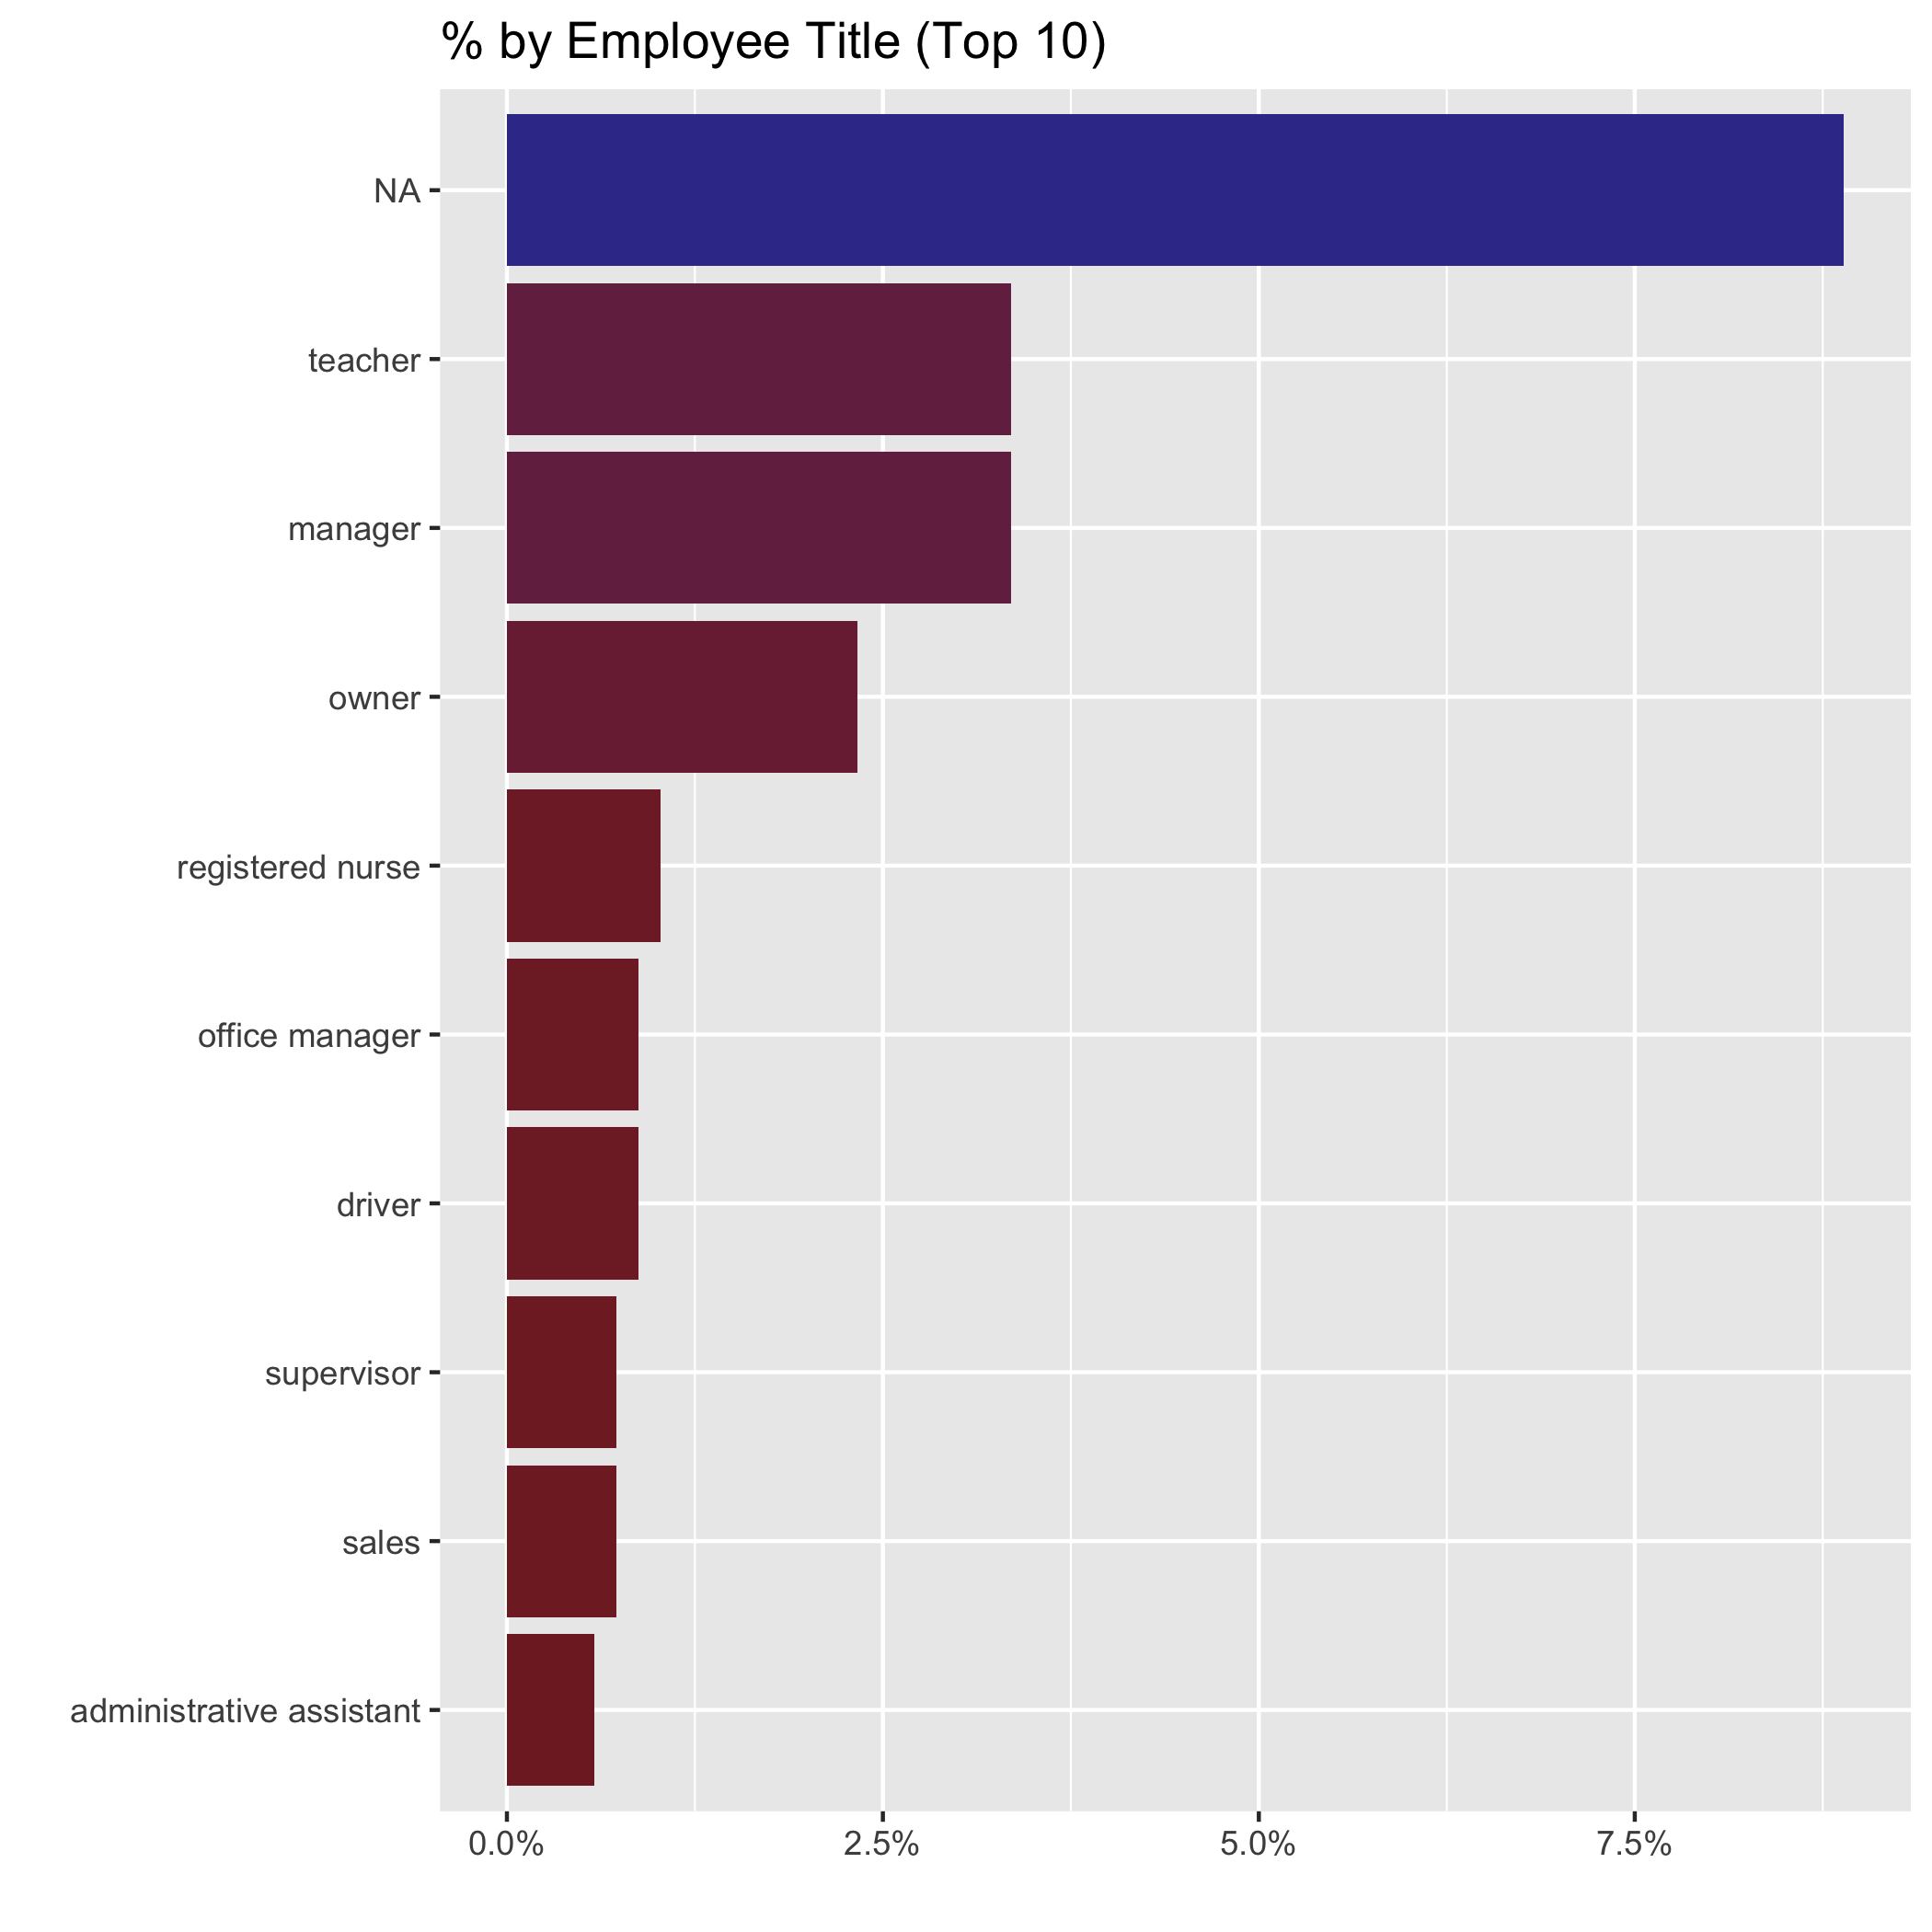 % by Employee Title (Top 10)
NA
teacher
manager
owner
registered nurse
office manager
driver
supervisor
sales
administrative assistant
0.0% 2.5% 5.0% 7.5%